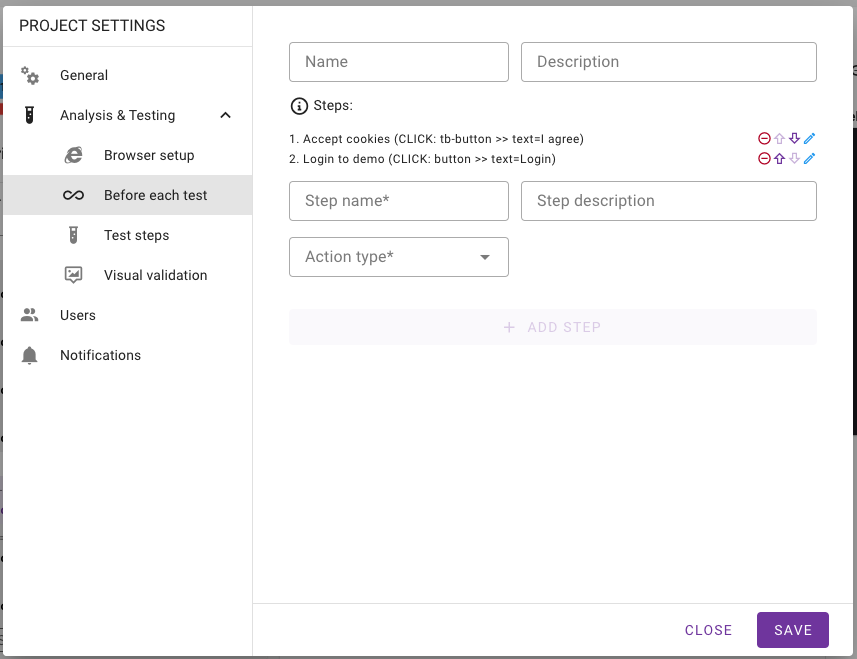 PROJECT SETTINGS
General
Analysis & Testing
Browser setup
Before each test
Test steps
Visual validation
Users
Notifications
Name
Description
Steps:
1. Accept cookies (CLICK: tb-button >> text=I agree)
2. Login to demo (CLICK: button >> text=Login)
Step name*
Step description
Action type*
+ ADD STEP
CLOSE
SAVE